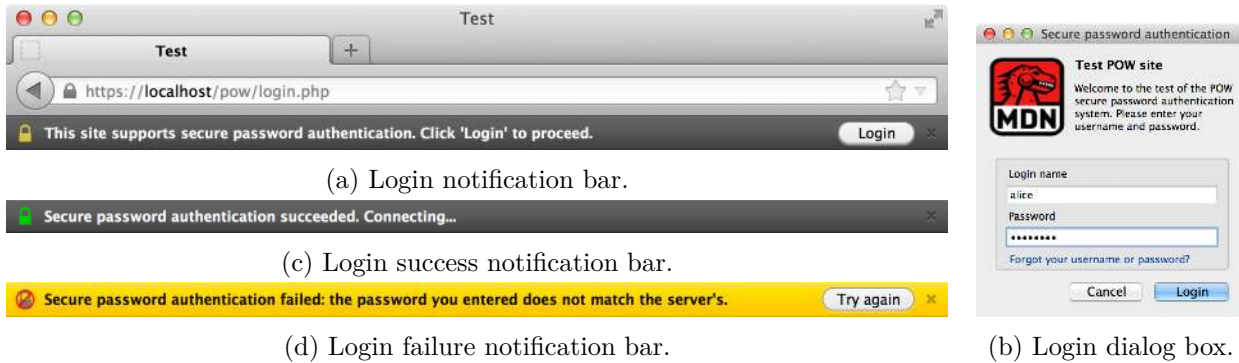 Test
Test
+
https://localhost/pow/login.php
This site supports secure password authentication. Click 'Login' to proceed.
Login
×
(a) Login notification bar.
Secure password authentication succeeded. Connecting...
×
(c) Login success notification bar.
Secure password authentication failed: the password you entered does not match the server's.
Try again
×
(d) Login failure notification bar.
Secure password authentication
MDN
Test POW site
Welcome to the test of the POW
secure password authentication
system. Please enter your
username and password.
Login name
alice
Password
••••••••
Forgot your username or password?
Cancel
Login
(b) Login dialog box.